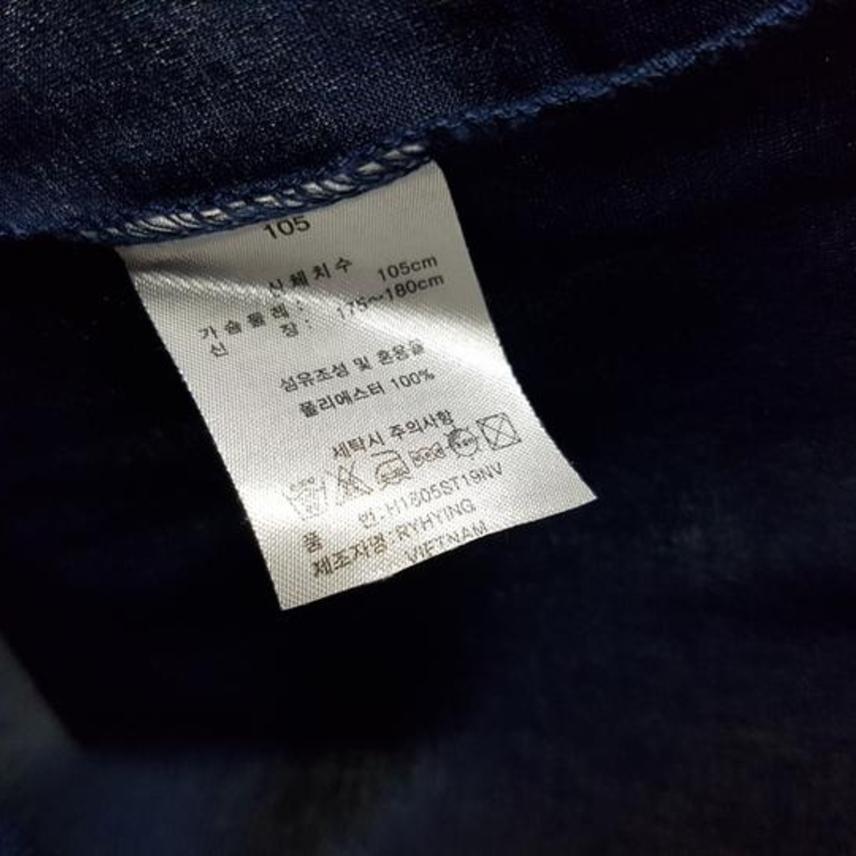 105
신체치수
가슴둘레: 105cm
신 장: 175~180cm
섬유조성 및 혼용율
폴리에스터 100%
세탁시 주의사항
품 번:H1805ST19NV
제조자명:RYHYING
VIETNAM